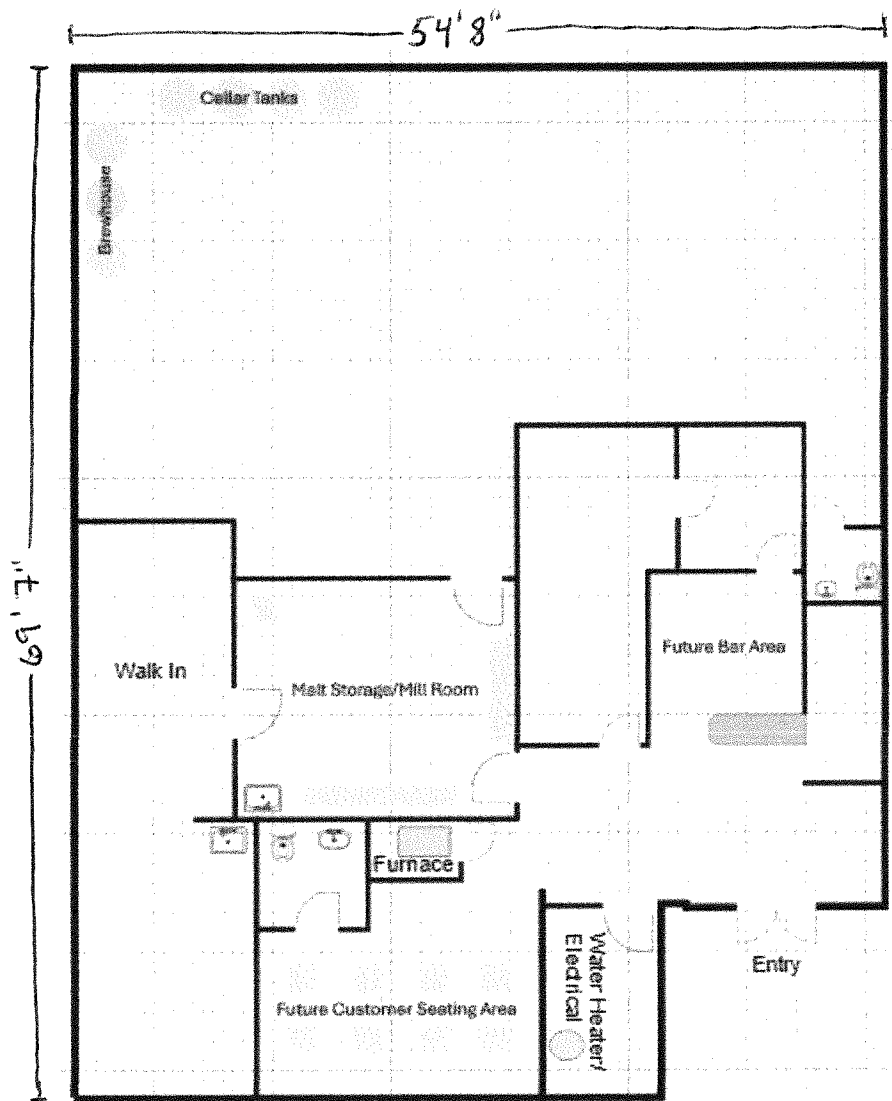 54'8"
Cellar Tanks
Brewhouse
69'7"
Walk In
Malt Storage/Mill Room
Future Bar Area
Furnace
Water Heater/
Electrical
Entry
Future Customer Seating Area